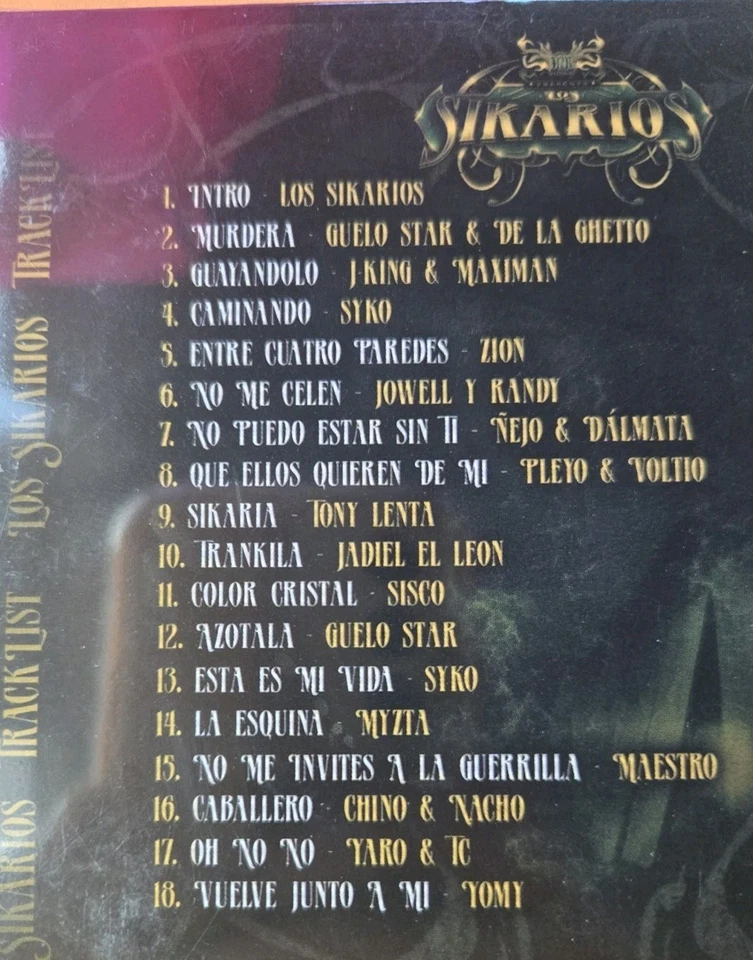 LOS
SIKARIOS
1. INTRO - LOS SIKARIOS
2. MURDERA - GUELO STAR & DE LA GHETTO
3. GUAYANDOLO - J-KING & MAXIMAN
4. CAMINANDO - SYKO
5. ENTRE CUATRO PAREDES - ZION
6. NO ME CELEN - JOWELL Y RANDY
7. NO PUEDO ESTAR SIN TI - ÑEJO & DÁLMATA
8. QUE ELLOS QUIEREN DE MI - PLEYO & VOLTIO
9. SIKARIA - TONY LENTA
10. TRANKILA - JADIEL EL LEON
11. COLOR CRISTAL - SISCO
12. AZOTALA - GUELO STAR
13. ESTA ES MI VIDA - SYKO
14. LA ESQUINA - MYZTA
15. NO ME INVITES A LA GUERRILLA - MAESTRO
16. CABALLERO - CHINO & NACHO
17. OH NO NO - YARO & TC
18. VUELVE JUNTO A MI - YOMY
SIKARIOS TRACK LIST LOS SIKARIOS TRACK LIST